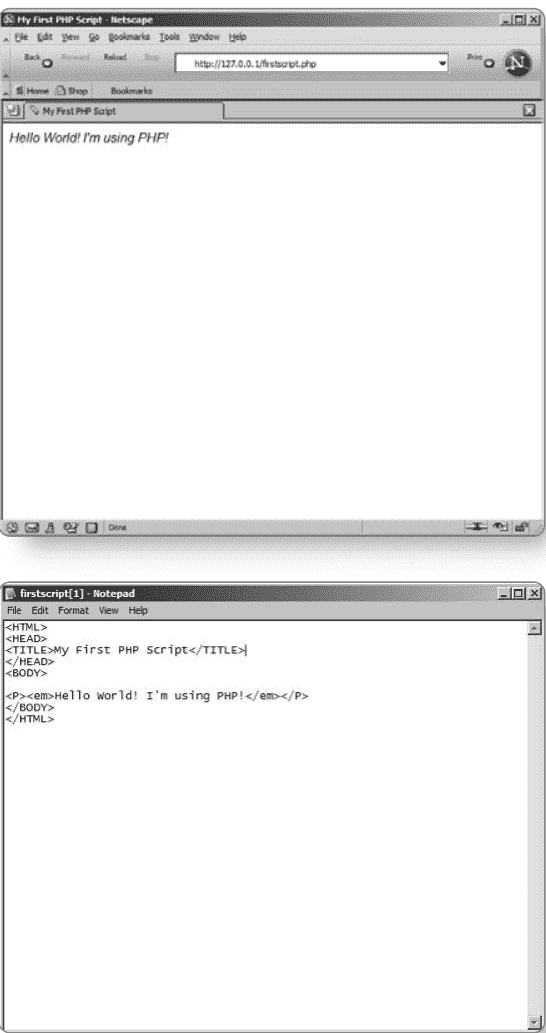 My First PHP Script - Netscape
File Edit View Go Bookmarks Tools Window Help
Back Forward Reload Stop http://127.0.0.1/firstscript.php Print N
Home Shop Bookmarks
My First PHP Script
Hello World! I'm using PHP!
Done
firstscript[1] - Notepad
File Edit Format View Help
<HTML>
<HEAD>
<TITLE>My First PHP Script</TITLE>
</HEAD>
<BODY>
<P><em>Hello World! I'm using PHP!</em></P>
</BODY>
</HTML>